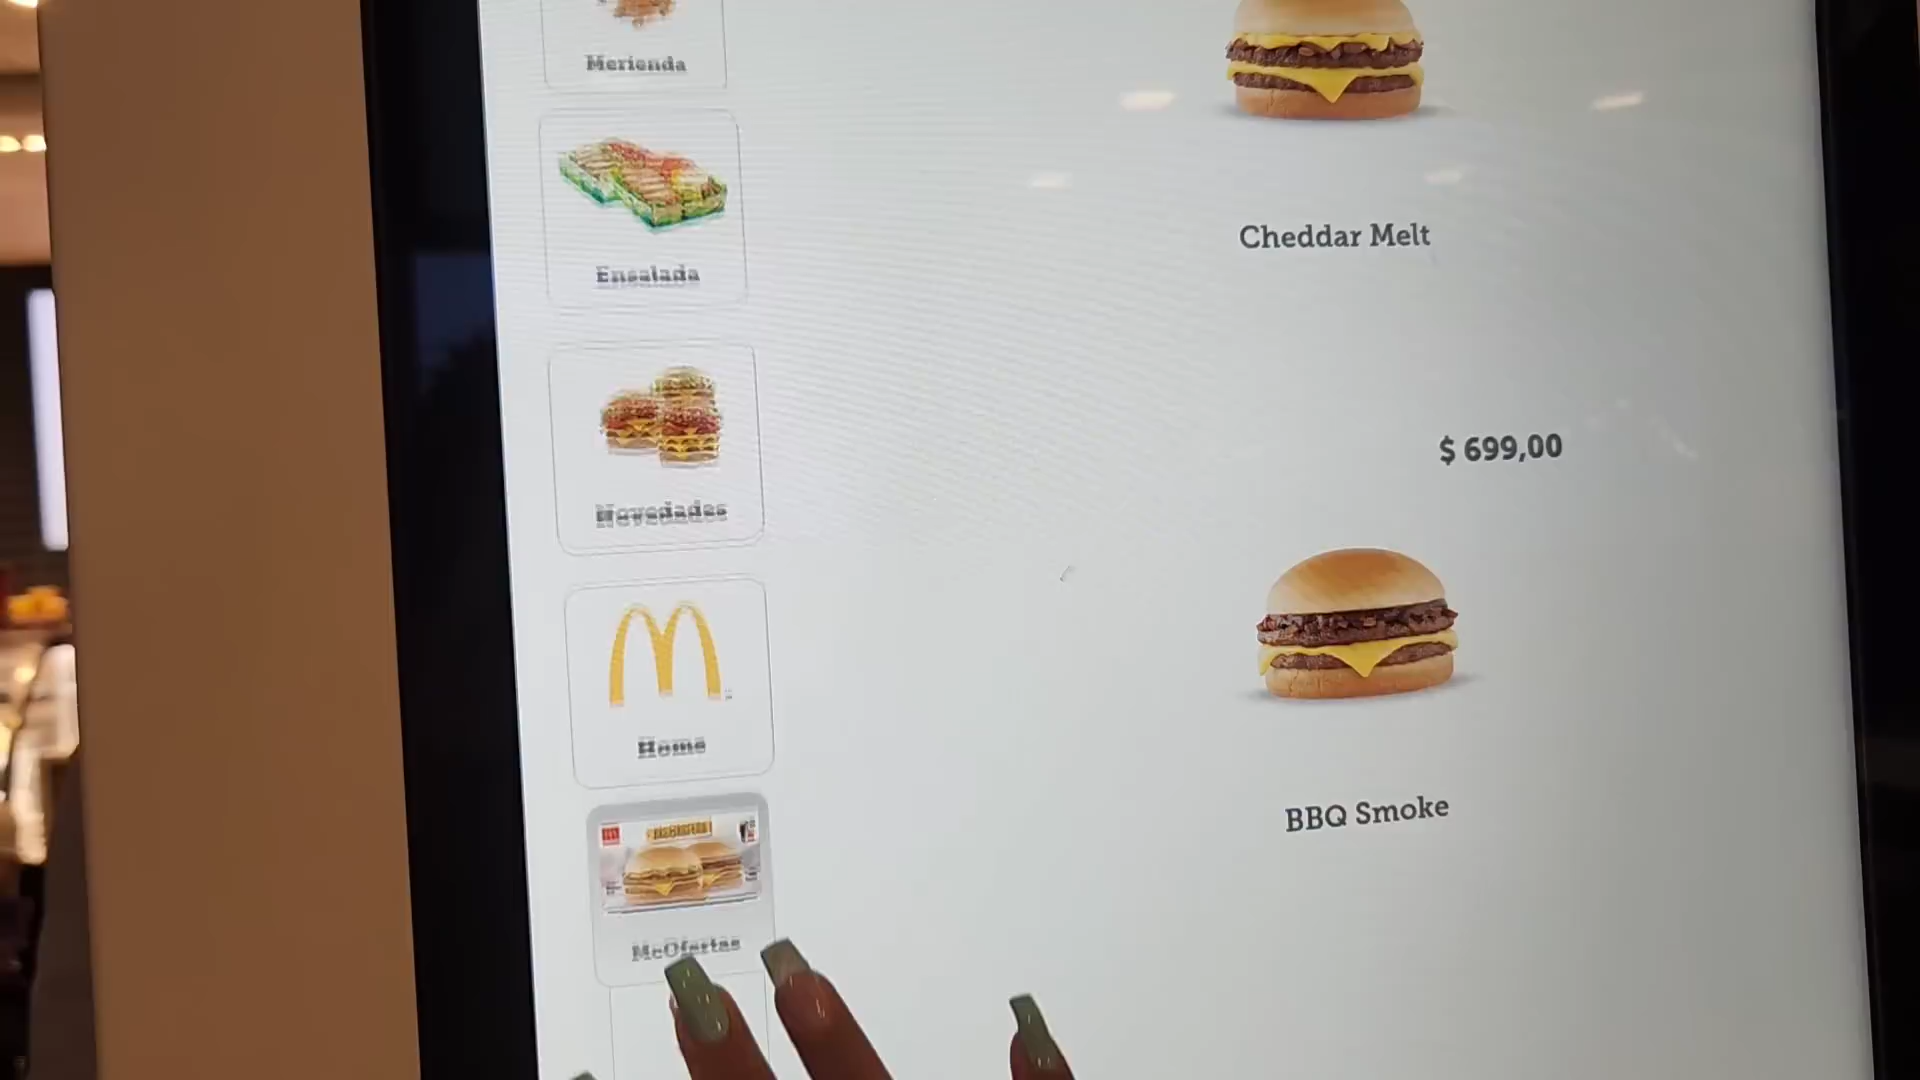 Merienda
Ensalada
Novedades
Home
McOfertas
Cheddar Melt
$ 699,00
BBQ Smoke